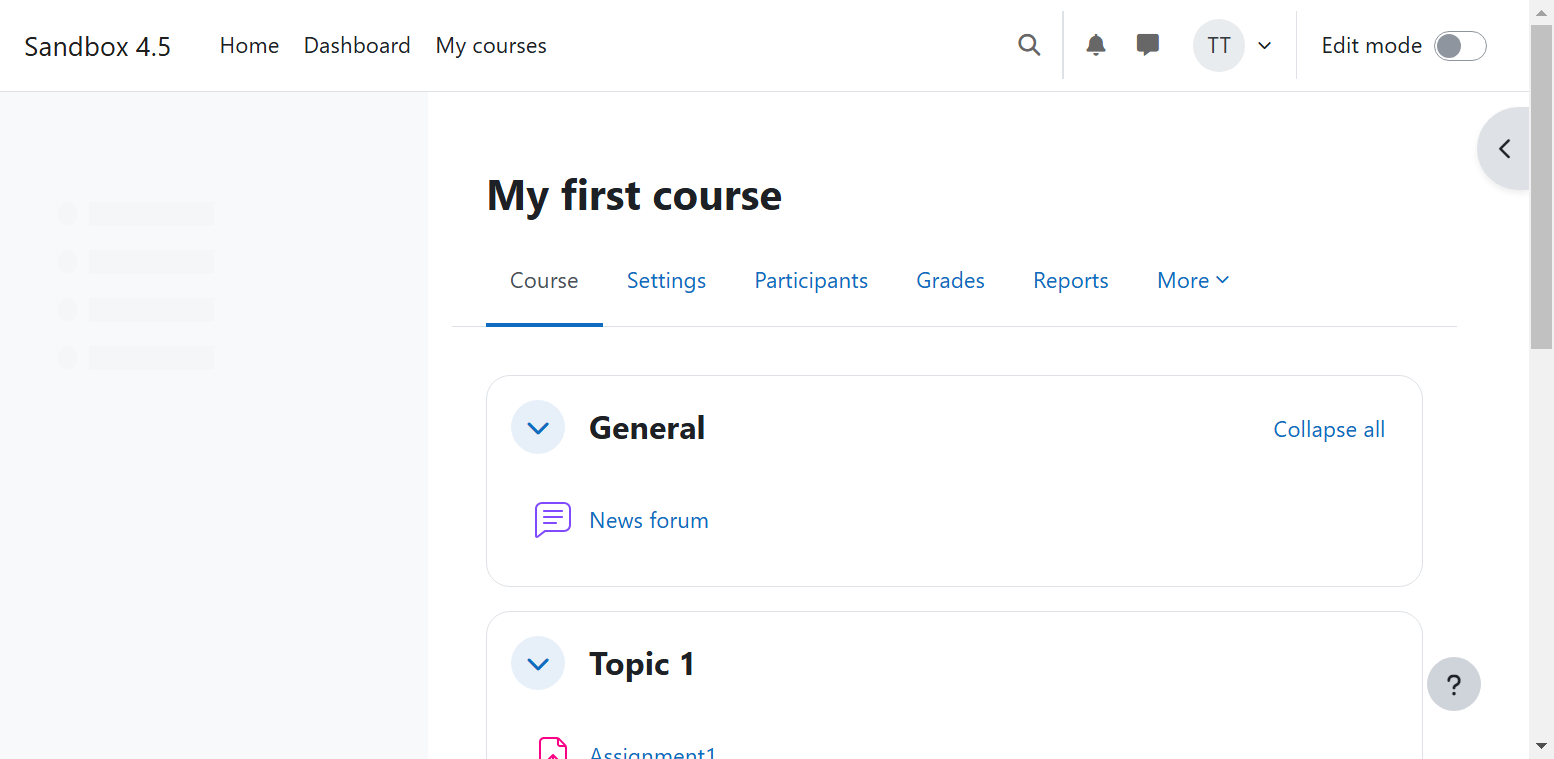 Sandbox 4.5 Home Dashboard My courses TT Edit mode
My first course
Course Settings Participants Grades Reports More
General Collapse all
News forum
Topic 1
?
Assignment1